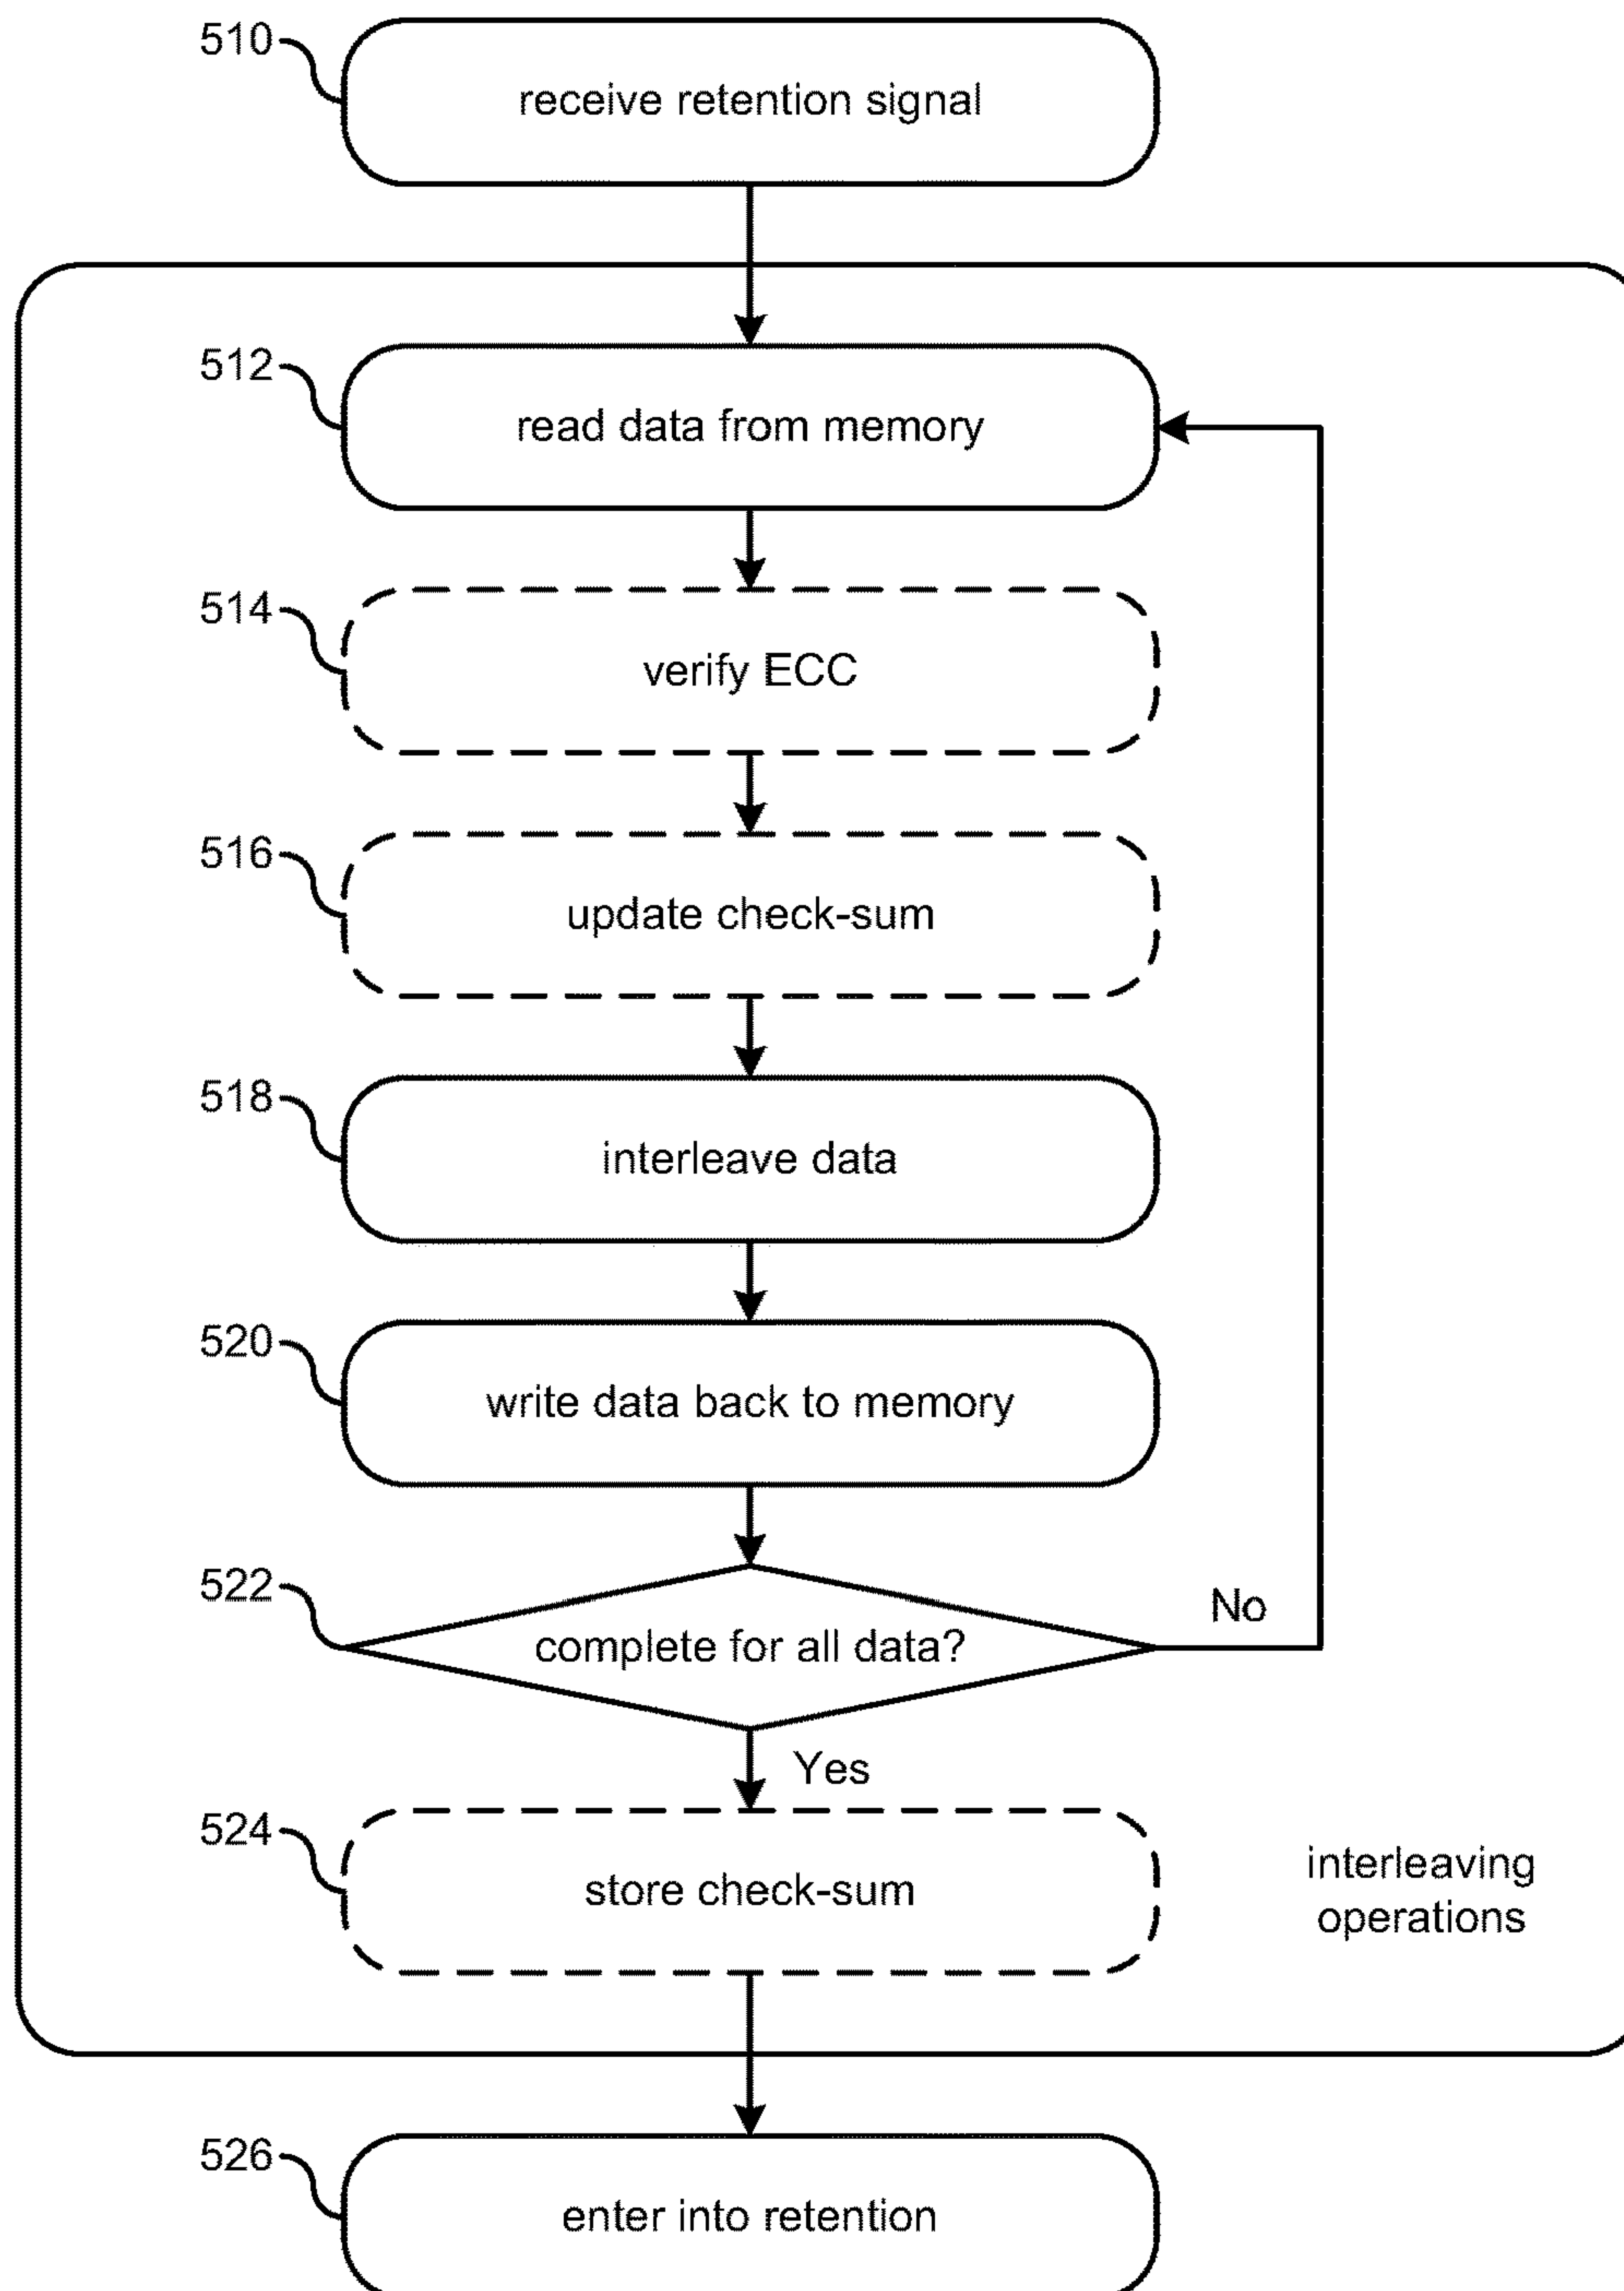 510
receive retention signal
512
read data from memory
514
verify ECC
516
update check-sum
518
interleave data
520
write data back to memory
522
complete for all data?
No
Yes
524
store check-sum
interleaving
operations
526
enter into retention